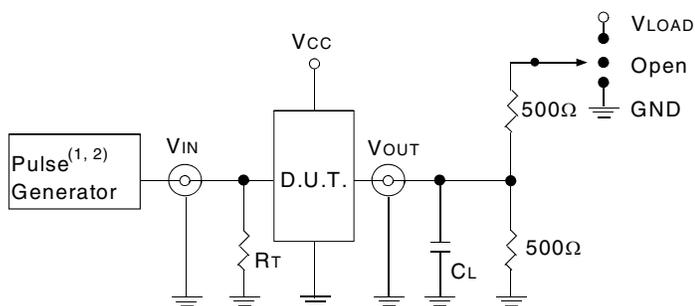 VLOAD
VCC
Open
500Ω
GND
Pulse(1, 2)
Generator
VIN
D.U.T.
VOUT
RT
CL
500Ω